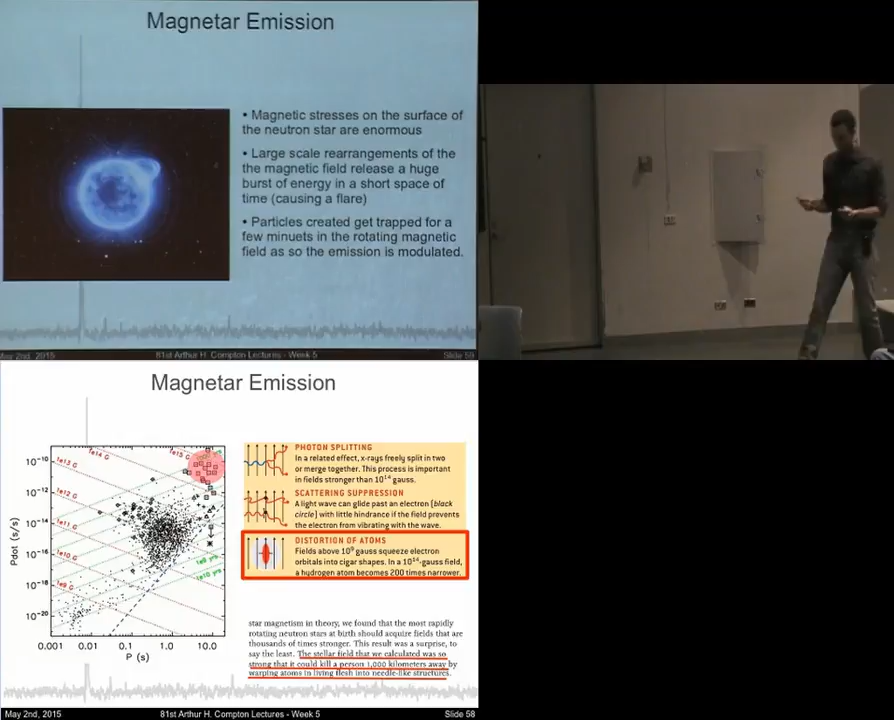 Magnetar Emission
• Magnetic stresses on the surface of
the neutron star are enormous
• Large scale rearrangements of the
the magnetic field release a huge
burst of energy in a short space of
time (causing a flare)
• Particles created get trapped for a
few minuets in the rotating magnetic
field as so the emission is modulated.
May 2nd, 2015
81st Arthur H. Compton Lectures - Week 5
Slide 59
Magnetar Emission
Pdot (s/s)
10⁻¹⁰
10⁻¹²
10⁻¹⁴
10⁻¹⁶
10⁻¹⁸
10⁻²⁰
1e13 G
1e14 G
1e15 G
1e12 G
1e11 G
1e10 G
1e9 G
1e9 yrs
1e10 yrs
0.001 0.01 0.1 1.0 10.0
P (s)
PHOTON SPLITTING
In a related effect, x-rays freely split in two
or merge together. This process is important
in fields stronger than 10¹⁴ gauss.
SCATTERING SUPPRESSION
A light wave can glide past an electron (black
circle) with little hindrance if the field prevents
the electron from vibrating with the wave.
DISTORTION OF ATOMS
Fields above 10⁹ gauss squeeze electron
orbitals into cigar shapes. In a 10¹⁴-gauss field,
a hydrogen atom becomes 200 times narrower.
star magnetism in theory, we found that the most rapidly
rotating neutron stars at birth should acquire fields that are
thousands of times stronger. This result was a surprise, to
say the least. The stellar field that we calculated was so
strong that it could kill a person 1,000 kilometers away by
warping atoms in living flesh into needle-like structures.
May 2nd, 2015
81st Arthur H. Compton Lectures - Week 5
Slide 58